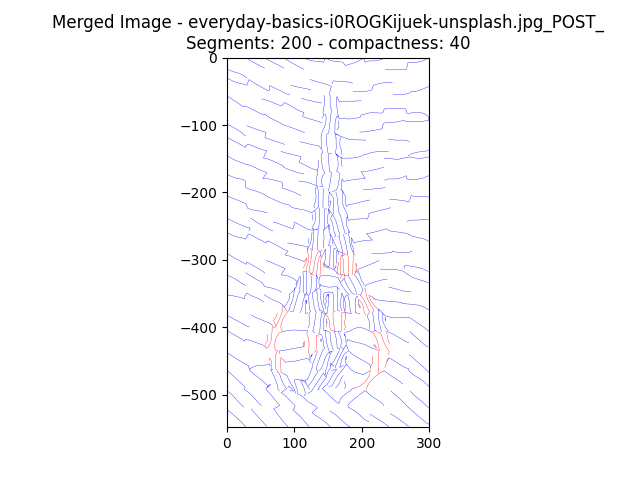 Merged Image - everyday-basics-i0ROGKijuek-unsplash.jpg_POST_
Segments: 200 - compactness: 40
0
−100
−200
−300
−400
−500
0 100 200 300